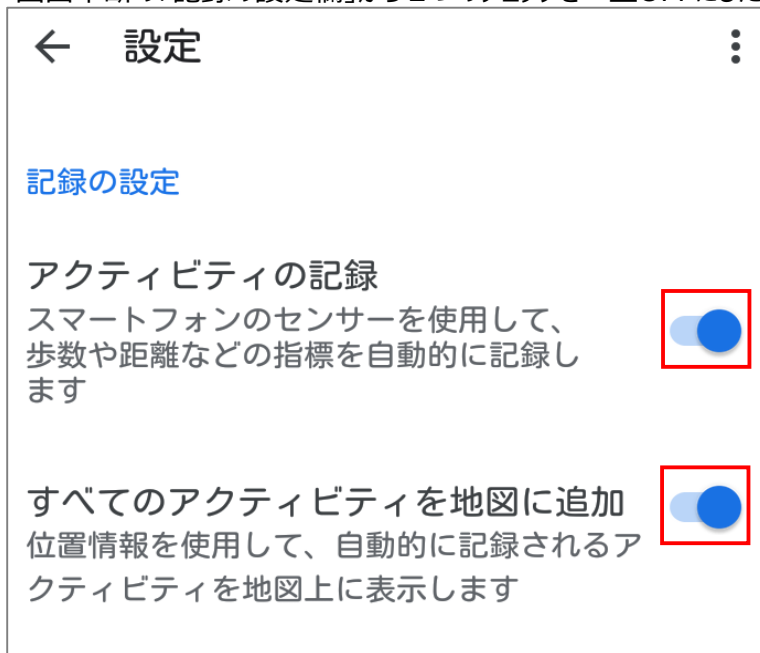 設定
記録の設定
アクティビティの記録
スマートフォンのセンサーを使用して、
歩数や距離などの指標を自動的に記録し
ます
すべてのアクティビティを地図に追加
位置情報を使用して、自動的に記録されるア
クティビティを地図上に表示します